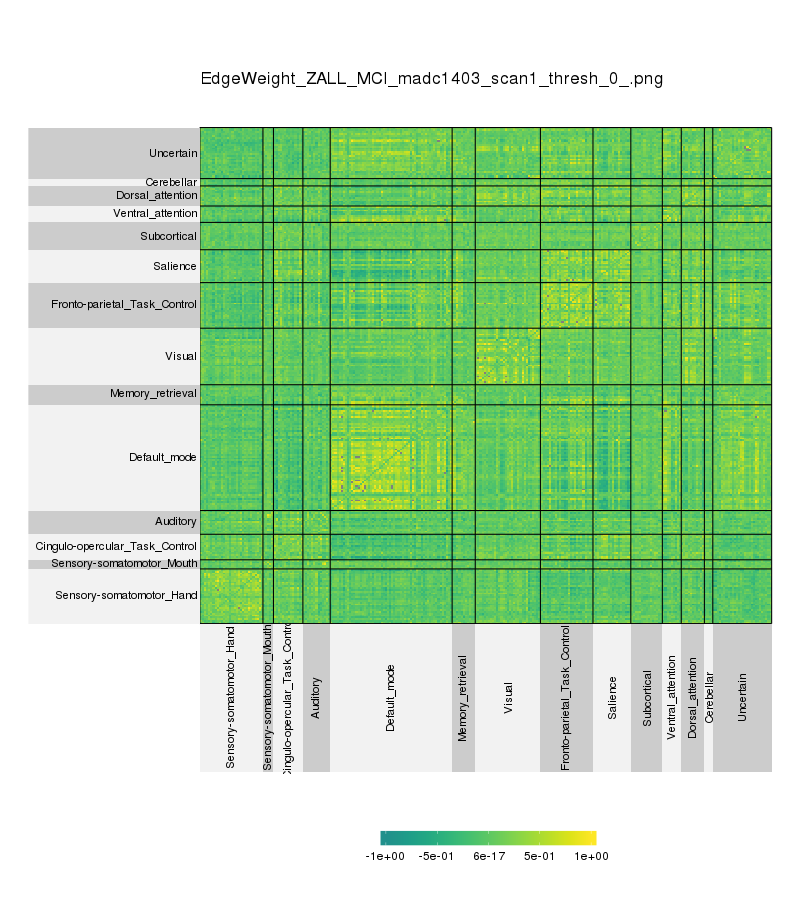 EdgeWeight_ZALL_MCI_madc1403_scan1_thresh_0_.png
Uncertain
Cerebellar
Dorsal_attention
Ventral_attention
Subcortical
Salience
Fronto-parietal_Task_Control
Visual
Memory_retrieval
Default_mode
Auditory
Cingulo-opercular_Task_Control
Sensory-somatomotor_Mouth
Sensory-somatomotor_Hand
Sensory-somatomotor_Hand
Sensory-somatomotor_Mouth
Cingulo-opercular_Task_Control
Auditory
Default_mode
Memory_retrieval
Visual
Fronto-parietal_Task_Control
Salience
Subcortical
Ventral_attention
Dorsal_attention
Cerebellar
Uncertain
-1e+00 -5e-01 6e-17 5e-01 1e+00